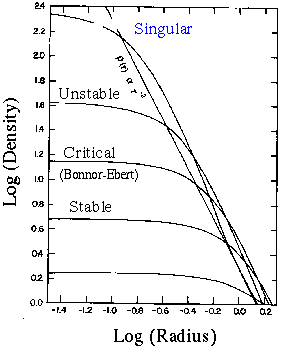 2.4
Singular
2.2
2.0
ρ(r) α r⁻²
1.8
Unstable
1.6
1.4
1.2
Critical
(Bonnor-Ebert)
1.0
0.8
Stable
0.6
0.4
0.2
0.0
-1.4 -1.2 -1.0 -0.8 -0.6 -0.4 -0.2 0.0 0.2
Log (Density)
Log (Radius)